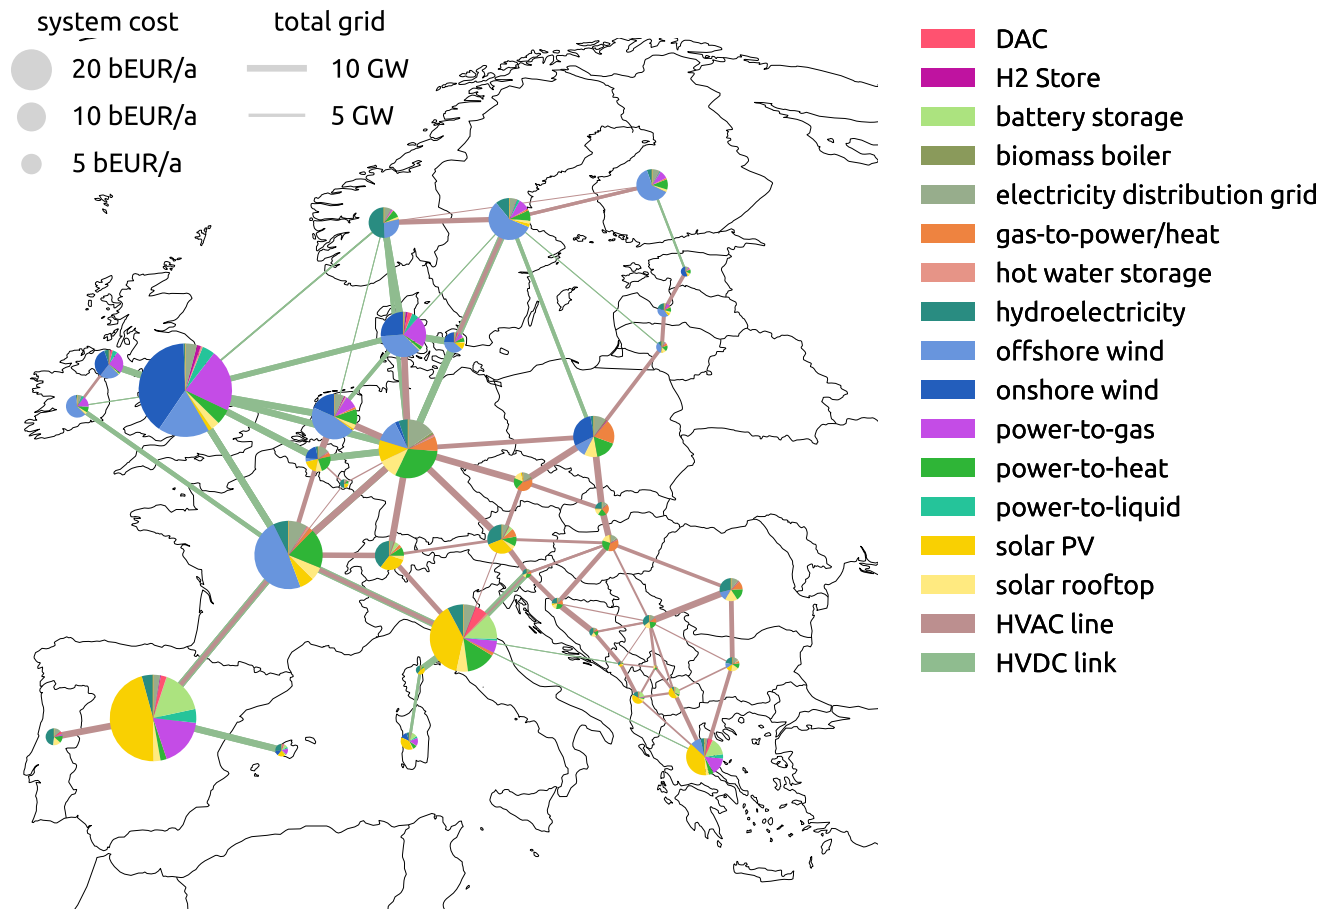 system cost
total grid
20 bEUR/a
10 GW
10 bEUR/a
5 GW
5 bEUR/a
DAC
H2 Store
battery storage
biomass boiler
electricity distribution grid
gas-to-power/heat
hot water storage
hydroelectricity
offshore wind
onshore wind
power-to-gas
power-to-heat
power-to-liquid
solar PV
solar rooftop
HVAC line
HVDC link